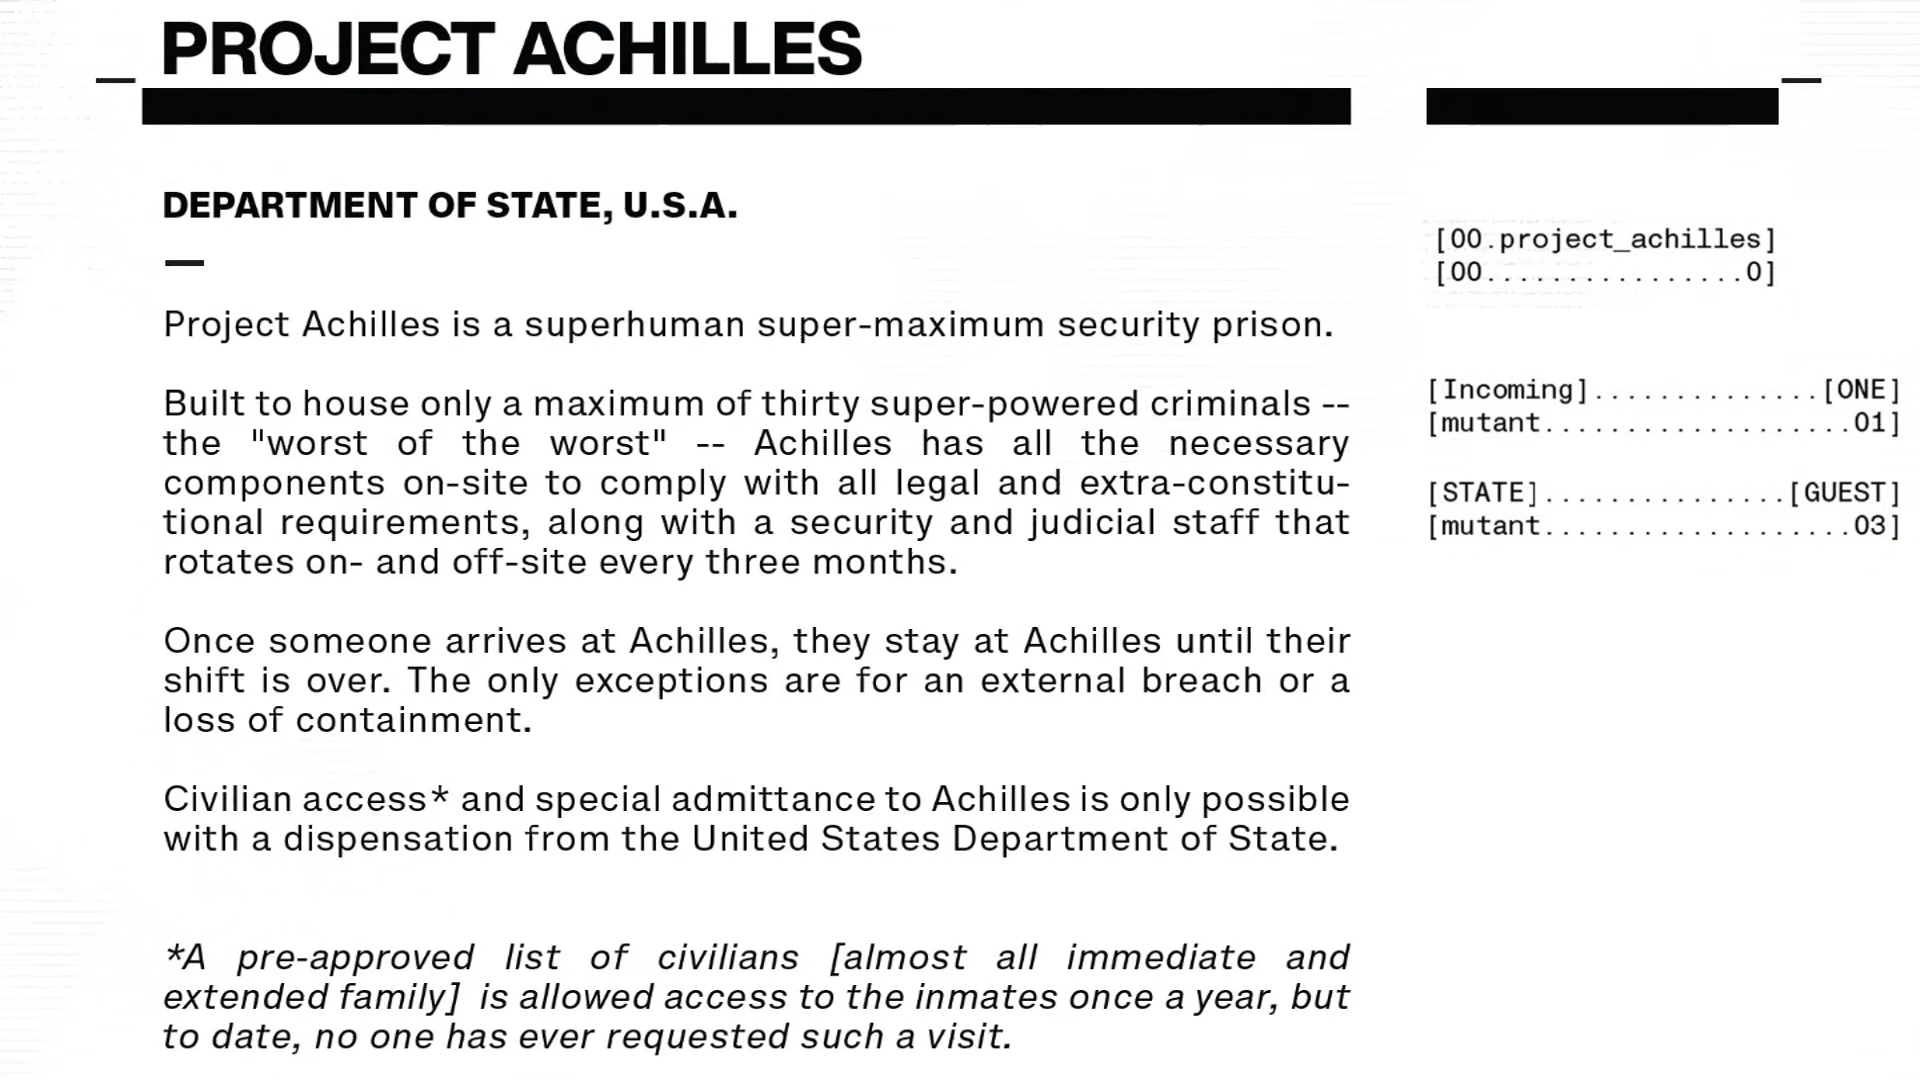 PROJECT ACHILLES
DEPARTMENT OF STATE, U.S.A.
Project Achilles is a superhuman super-maximum security prison.
Built to house only a maximum of thirty super-powered criminals --
the "worst of the worst" -- Achilles has all the necessary
components on-site to comply with all legal and extra-constitu-
tional requirements, along with a security and judicial staff that
rotates on- and off-site every three months.
Once someone arrives at Achilles, they stay at Achilles until their
shift is over. The only exceptions are for an external breach or a
loss of containment.
Civilian access* and special admittance to Achilles is only possible
with a dispensation from the United States Department of State.
*A pre-approved list of civilians [almost all immediate and
extended family] is allowed access to the inmates once a year, but
to date, no one has ever requested such a visit.
[00.project_achilles]
[00................0]
[Incoming]..............[ONE]
[mutant...................01]
[STATE]...............[GUEST]
[mutant...................03]